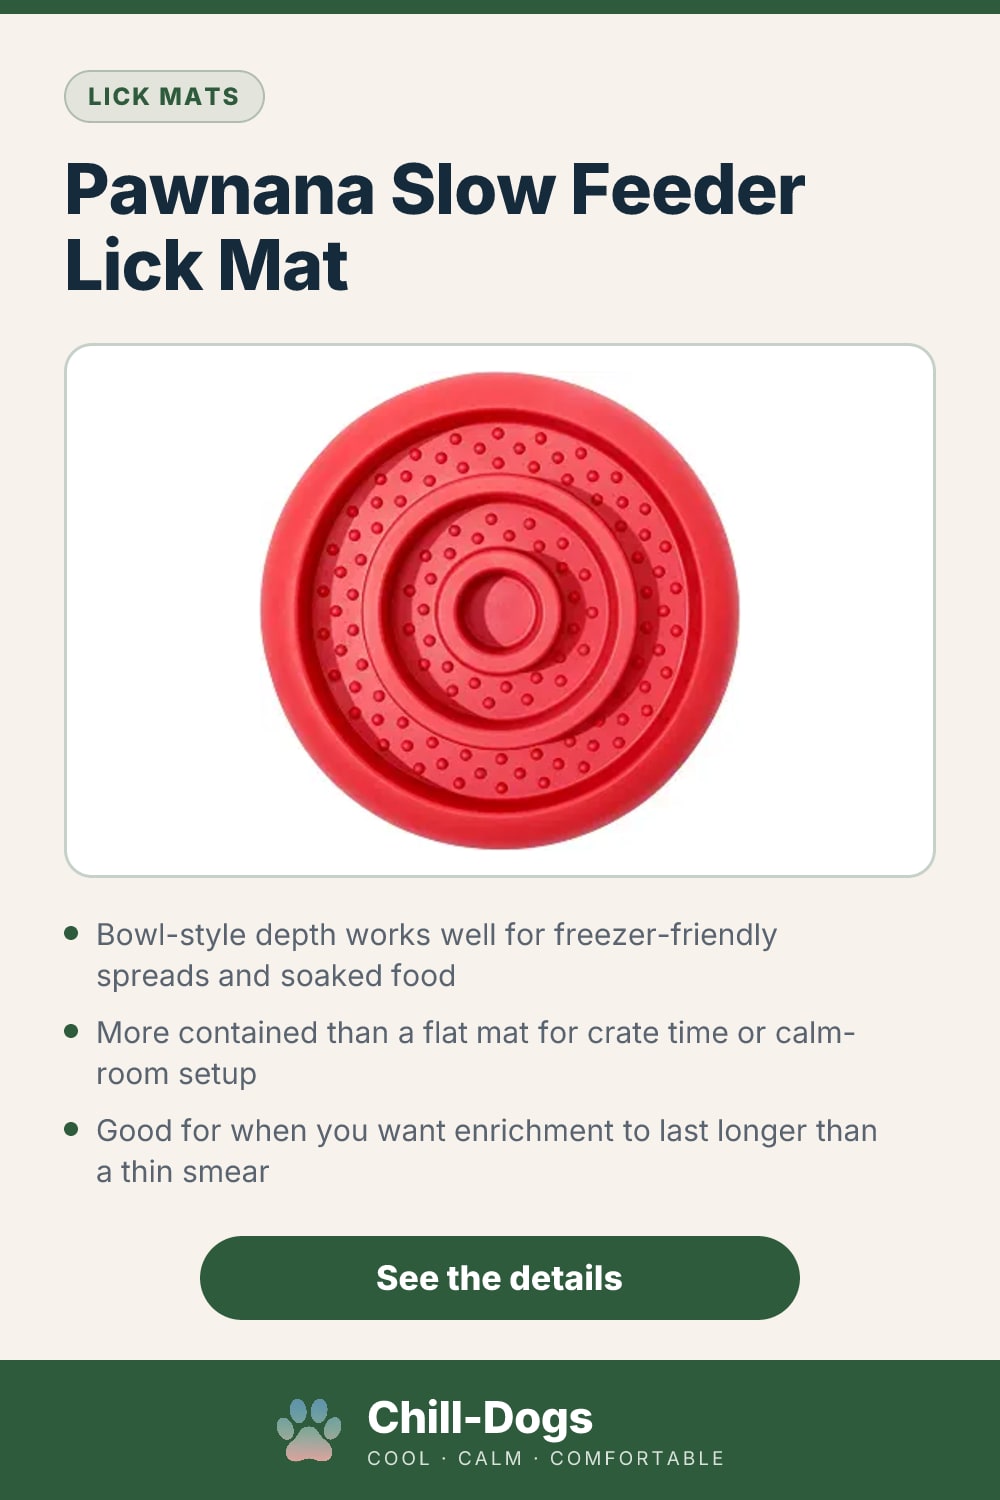 LICK MATS
Pawnana Slow Feeder
Lick Mat
Bowl-style depth works well for freezer-friendly
spreads and soaked food
More contained than a flat mat for crate time or calm-
room setup
Good for when you want enrichment to last longer than
a thin smear
See the details
Chill-Dogs
COOL · CALM · COMFORTABLE